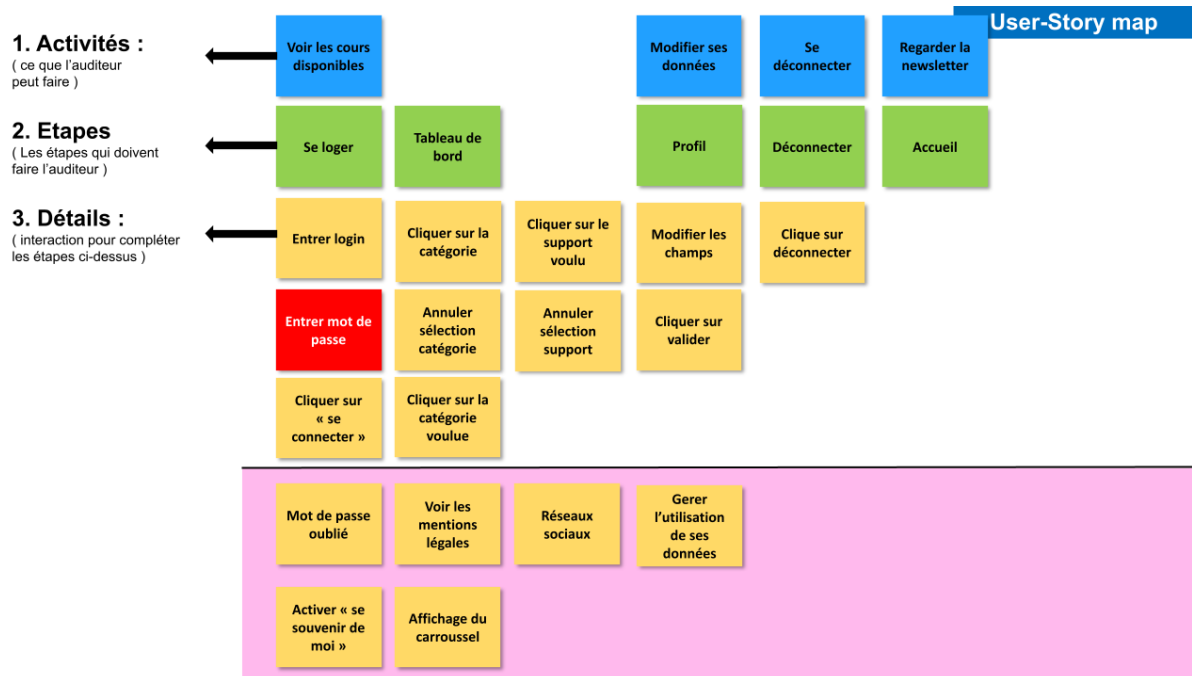 User-Story map
1. Activités :
( ce que l'auditeur
peut faire )
Voir les cours
disponibles
Modifier ses
données
Se
déconnecter
Regarder la
newsletter
2. Etapes
( Les étapes qui doivent
faire l'auditeur )
Se loger
Tableau de
bord
Profil
Déconnecter
Accueil
3. Détails :
( interaction pour compléter
les étapes ci-dessus )
Entrer login
Cliquer sur la
catégorie
Cliquer sur le
support
voulu
Modifier les
champs
Clique sur
déconnecter
Entrer mot de
passe
Annuler
sélection
catégorie
Annuler
sélection
support
Cliquer sur
valider
Cliquer sur
« se
connecter »
Cliquer sur la
catégorie
voulue
Mot de passe
oublié
Voir les
mentions
légales
Réseaux
sociaux
Gerer
l'utilisation
de ses
données
Activer « se
souvenir de
moi »
Affichage du
carroussel